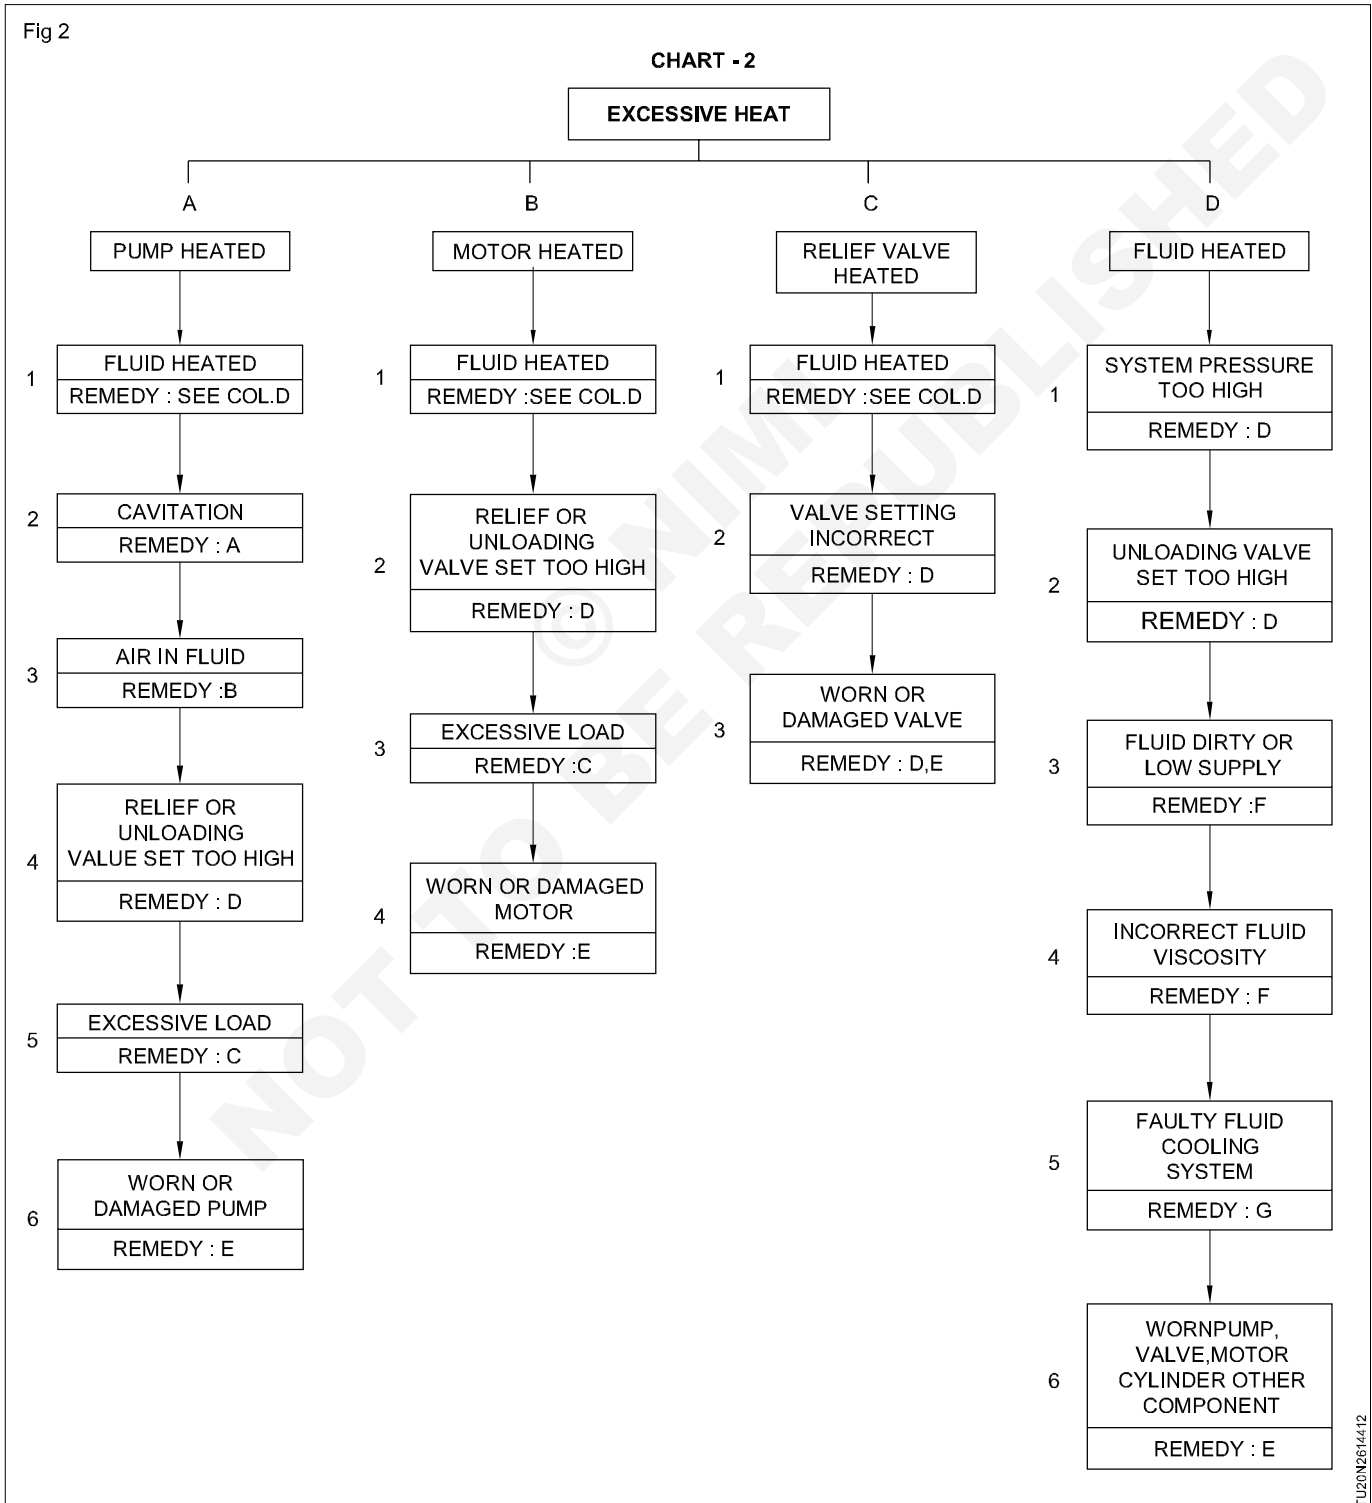 Fig 2
CHART - 2
EXCESSIVE HEAT
A
B
C
D
PUMP HEATED
MOTOR HEATED
RELIEF VALVE
HEATED
FLUID HEATED
1
FLUID HEATED
REMEDY : SEE COL.D
2
CAVITATION
REMEDY : A
3
AIR IN FLUID
REMEDY :B
4
RELIEF OR
UNLOADING
VALUE SET TOO HIGH
REMEDY : D
5
EXCESSIVE LOAD
REMEDY : C
6
WORN OR
DAMAGED PUMP
REMEDY : E
1
FLUID HEATED
REMEDY :SEE COL.D
2
RELIEF OR
UNLOADING
VALVE SET TOO HIGH
REMEDY : D
3
EXCESSIVE LOAD
REMEDY :C
4
WORN OR DAMAGED
MOTOR
REMEDY :E
1
FLUID HEATED
REMEDY :SEE COL.D
2
VALVE SETTING
INCORRECT
REMEDY : D
3
WORN OR
DAMAGED VALVE
REMEDY : D,E
1
SYSTEM PRESSURE
TOO HIGH
REMEDY : D
2
UNLOADING VALVE
SET TOO HIGH
REMEDY : D
3
FLUID DIRTY OR
LOW SUPPLY
REMEDY :F
4
INCORRECT FLUID
VISCOSITY
REMEDY : F
5
FAULTY FLUID
COOLING
SYSTEM
REMEDY : G
6
WORNPUMP,
VALVE,MOTOR
CYLINDER OTHER
COMPONENT
REMEDY : E
© NIMI
NOT TO BE REPUBLISHED